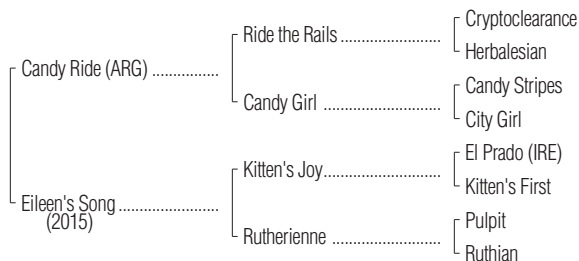 Cryptoclearance
Ride the Rails
Herbalesian
Candy Ride (ARG)
Candy Stripes
Candy Girl
City Girl
El Prado (IRE)
Kitten's Joy
Kitten's First
Eileen's Song
(2015)
Pulpit
Rutherienne
Ruthian